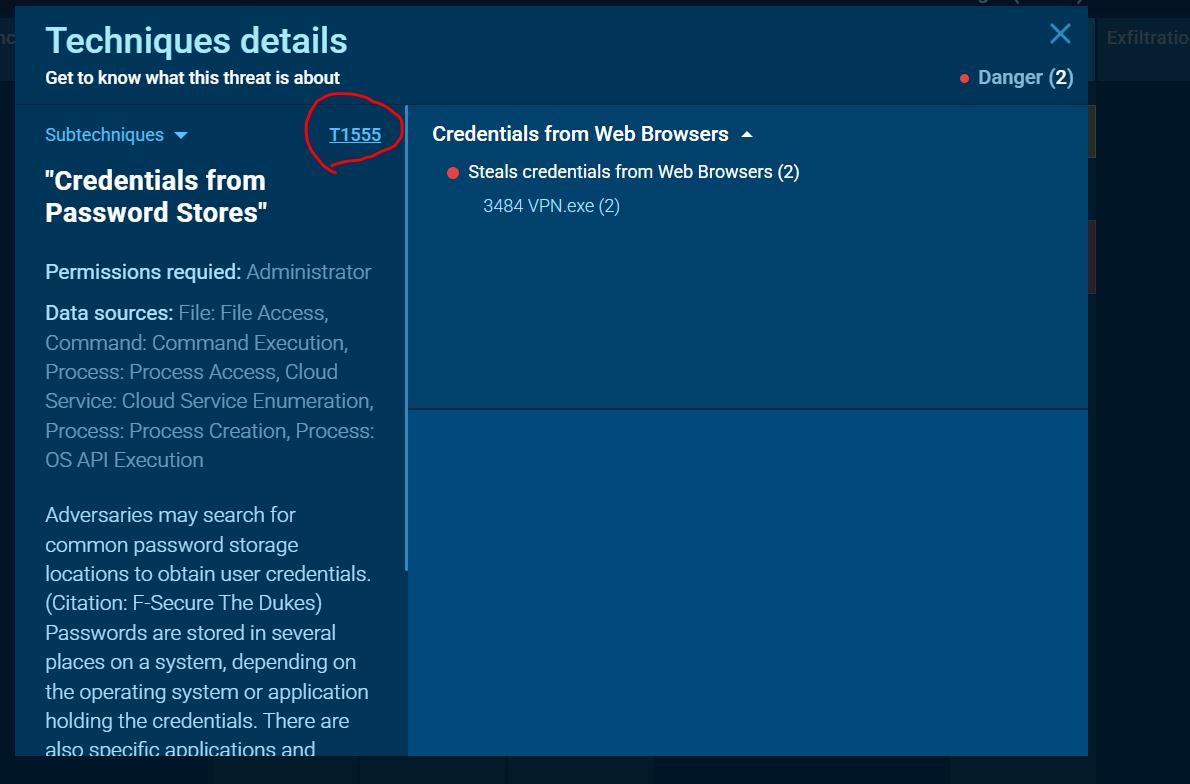 Techniques details
Get to know what this threat is about
Danger (2)
Exfiltratio
Subtechniques
T1555
"Credentials from
Password Stores"
Permissions requied: Administrator
Data sources: File: File Access,
Command: Command Execution,
Process: Process Access, Cloud
Service: Cloud Service Enumeration,
Process: Process Creation, Process:
OS API Execution
Adversaries may search for
common password storage
locations to obtain user credentials.
(Citation: F-Secure The Dukes)
Passwords are stored in several
places on a system, depending on
the operating system or application
holding the credentials. There are
also specific applications and
Credentials from Web Browsers
Steals credentials from Web Browsers (2)
3484 VPN.exe (2)